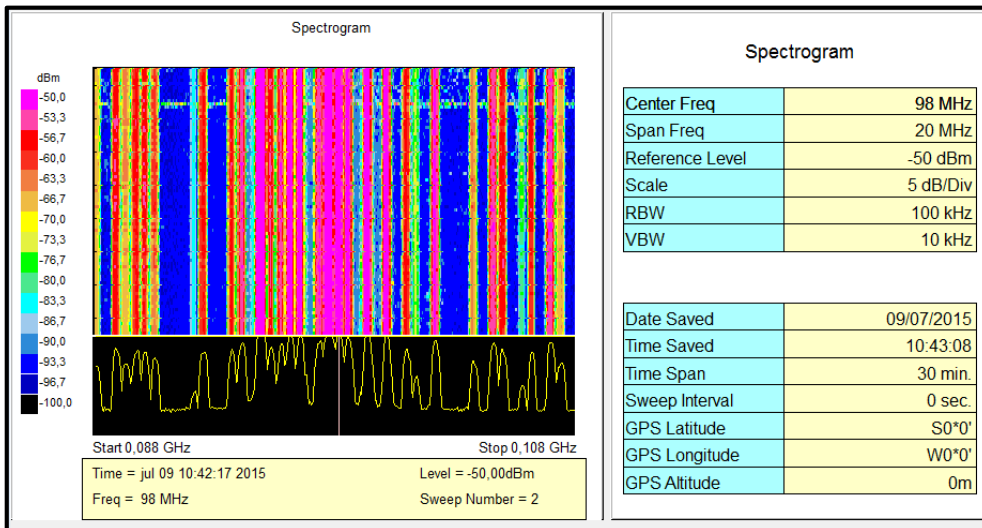 Spectrogram
dBm
-50,0
-53,3
-56,7
-60,0
-63,3
-66,7
-70,0
-73,3
-76,7
-80,0
-83,3
-86,7
-90,0
-93,3
-96,7
-100,0
Start 0,088 GHz Stop 0,108 GHz
Time = jul 09 10:42:17 2015 Level = -50,00dBm
Freq = 98 MHz Sweep Number = 2
Spectrogram
Center Freq 98 MHz
Span Freq 20 MHz
Reference Level -50 dBm
Scale 5 dB/Div
RBW 100 kHz
VBW 10 kHz
Date Saved 09/07/2015
Time Saved 10:43:08
Time Span 30 min.
Sweep Interval 0 sec.
GPS Latitude S0*0'
GPS Longitude W0*0'
GPS Altitude 0m